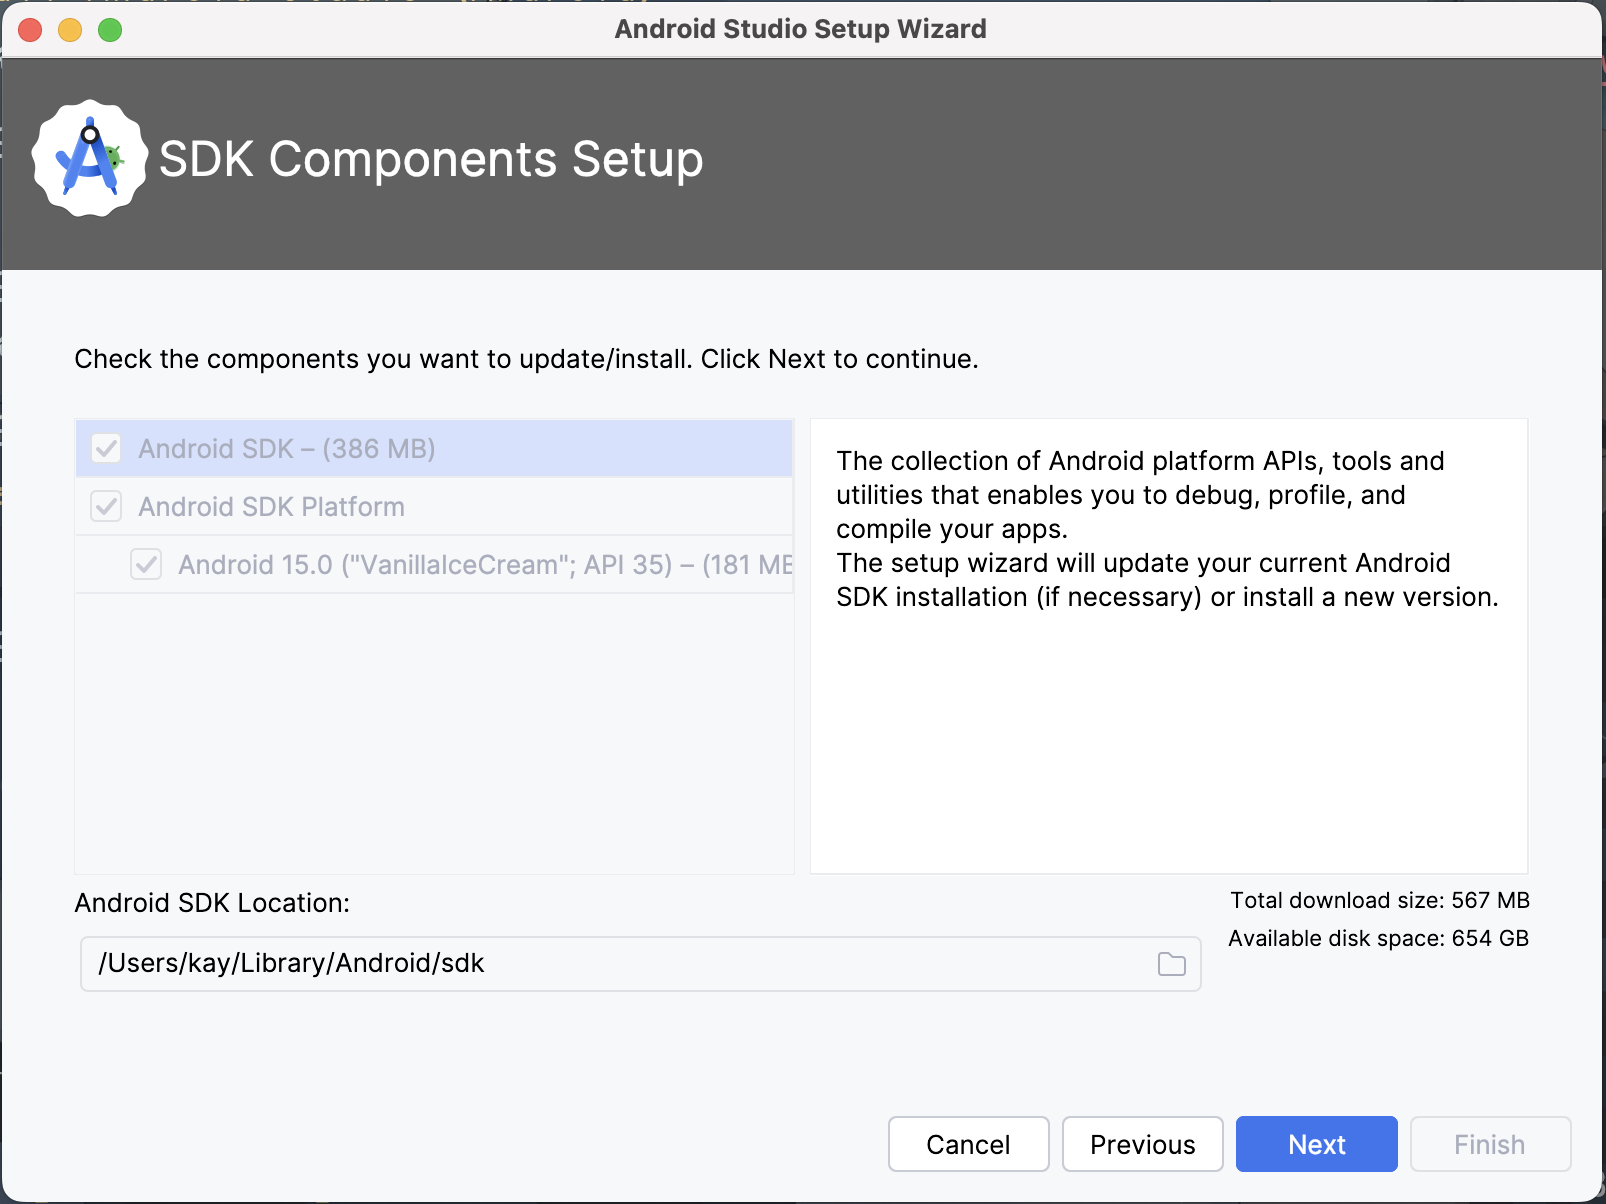 Android Studio Setup Wizard
SDK Components Setup
Check the components you want to update/install. Click Next to continue.
Android SDK – (386 MB)
Android SDK Platform
Android 15.0 ("VanillaIceCream"; API 35) – (181 MB
The collection of Android platform APIs, tools and
utilities that enables you to debug, profile, and
compile your apps.
The setup wizard will update your current Android
SDK installation (if necessary) or install a new version.
Android SDK Location:
/Users/kay/Library/Android/sdk
Total download size: 567 MB
Available disk space: 654 GB
Cancel
Previous
Next
Finish